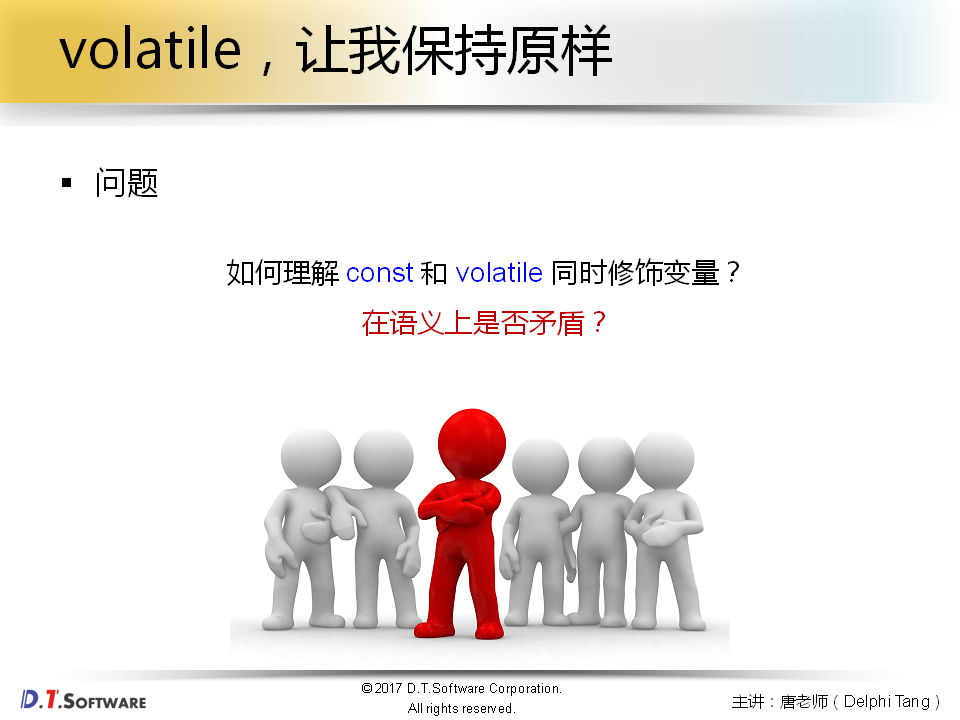 volatile，让我保持原样
▪ 问题
如何理解 const 和 volatile 同时修饰变量？
在语义上是否矛盾？
D.T.SOFTWARE
©2017 D.T.Software Corporation.
All rights reserved.
主讲：唐老师（Delphi Tang）